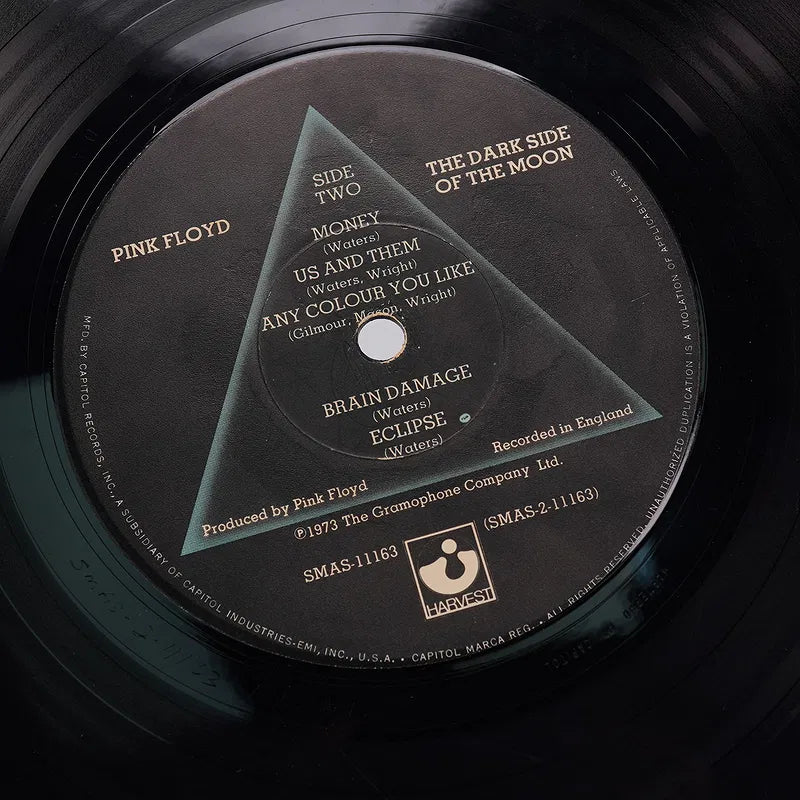 SIDE
TWO
THE DARK SIDE
OF THE MOON
PINK FLOYD
MONEY
(Waters)
US AND THEM
(Waters, Wright)
ANY COLOUR YOU LIKE
(Gilmour, Mason, Wright)
BRAIN DAMAGE
(Waters)
ECLIPSE
(Waters)
Produced by Pink Floyd
Recorded in England
℗1973 The Gramophone Company Ltd.
SMAS-11163
(SMAS-2-11163)
HARVEST
MFD. BY CAPITOL RECORDS, INC., A SUBSIDIARY OF CAPITOL INDUSTRIES-EMI, INC., U.S.A. • CAPITOL MARCA REG. • ALL RIGHTS RESERVED. UNAUTHORIZED DUPLICATION IS A VIOLATION OF APPLICABLE LAWS